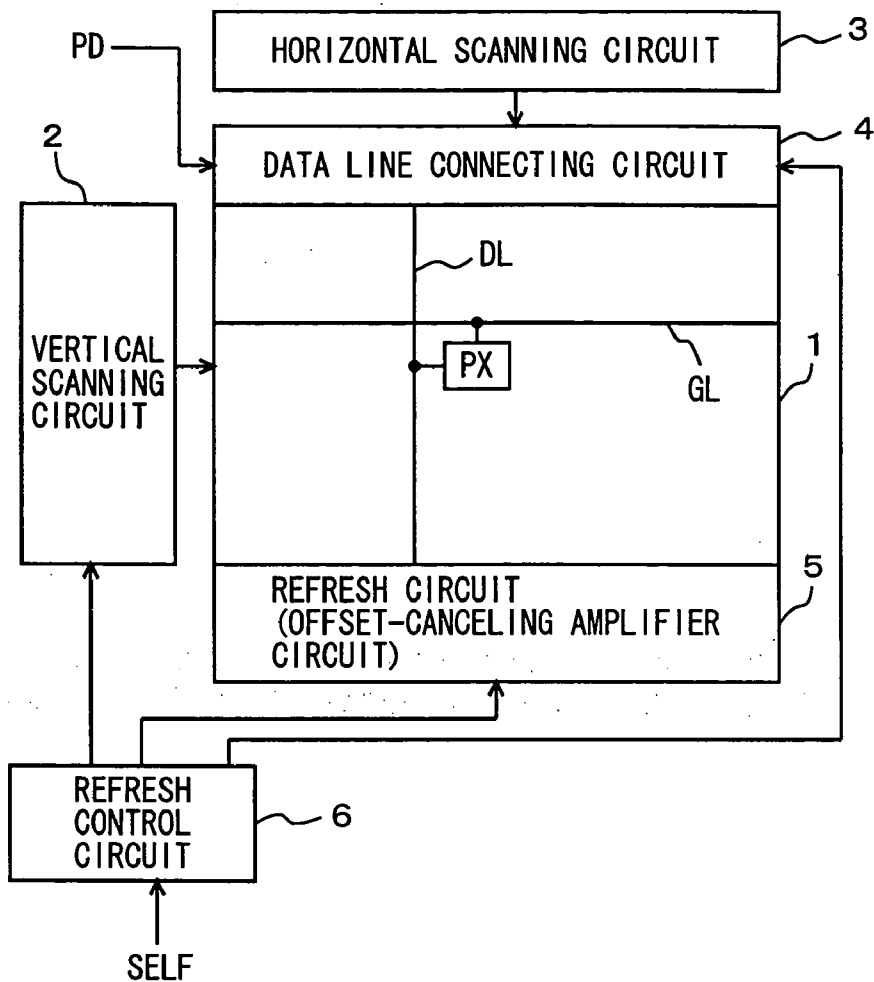 PD
HORIZONTAL SCANNING CIRCUIT
3
2
DATA LINE CONNECTING CIRCUIT
4
DL
VERTICAL
SCANNING
CIRCUIT
PX
GL
1
REFRESH CIRCUIT
(OFFSET-CANCELING AMPLIFIER
CIRCUIT)
5
REFRESH
CONTROL
CIRCUIT
6
SELF